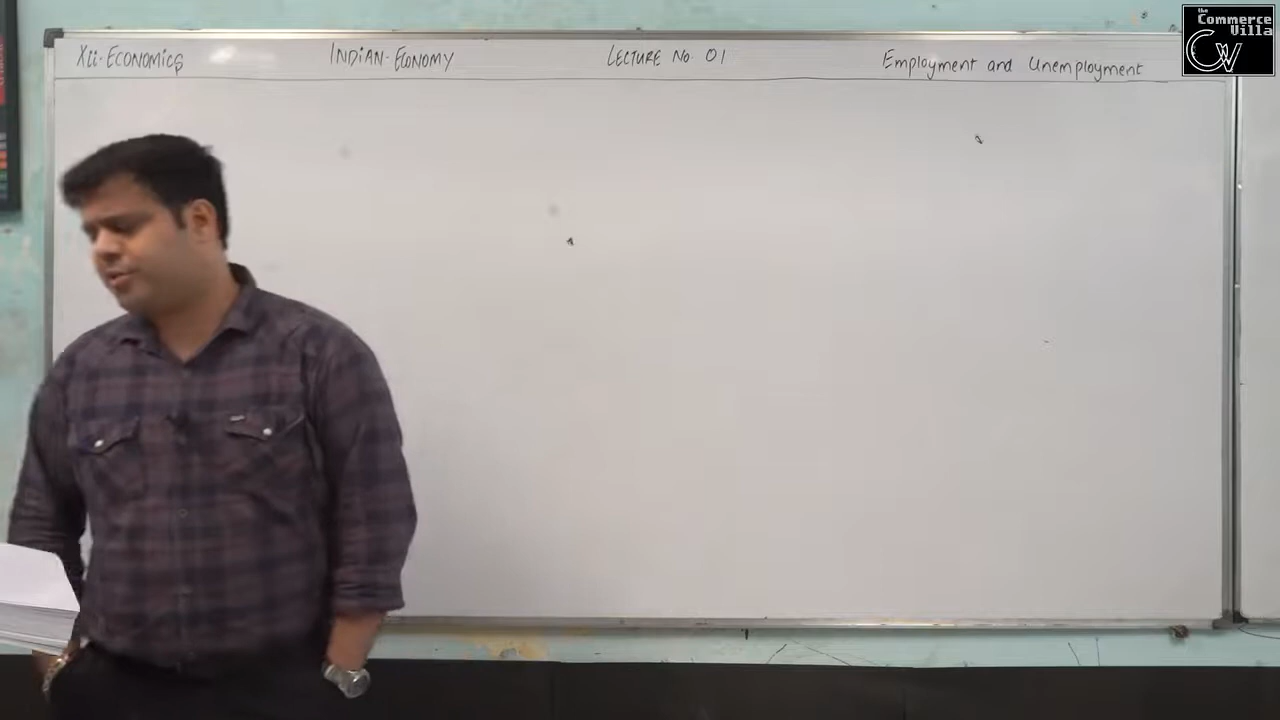 Xii-ECONOMICS INDIAN-ECONOMY LECTURE No 01 Employment and Unemployment
the
Commerce
Villa
CV